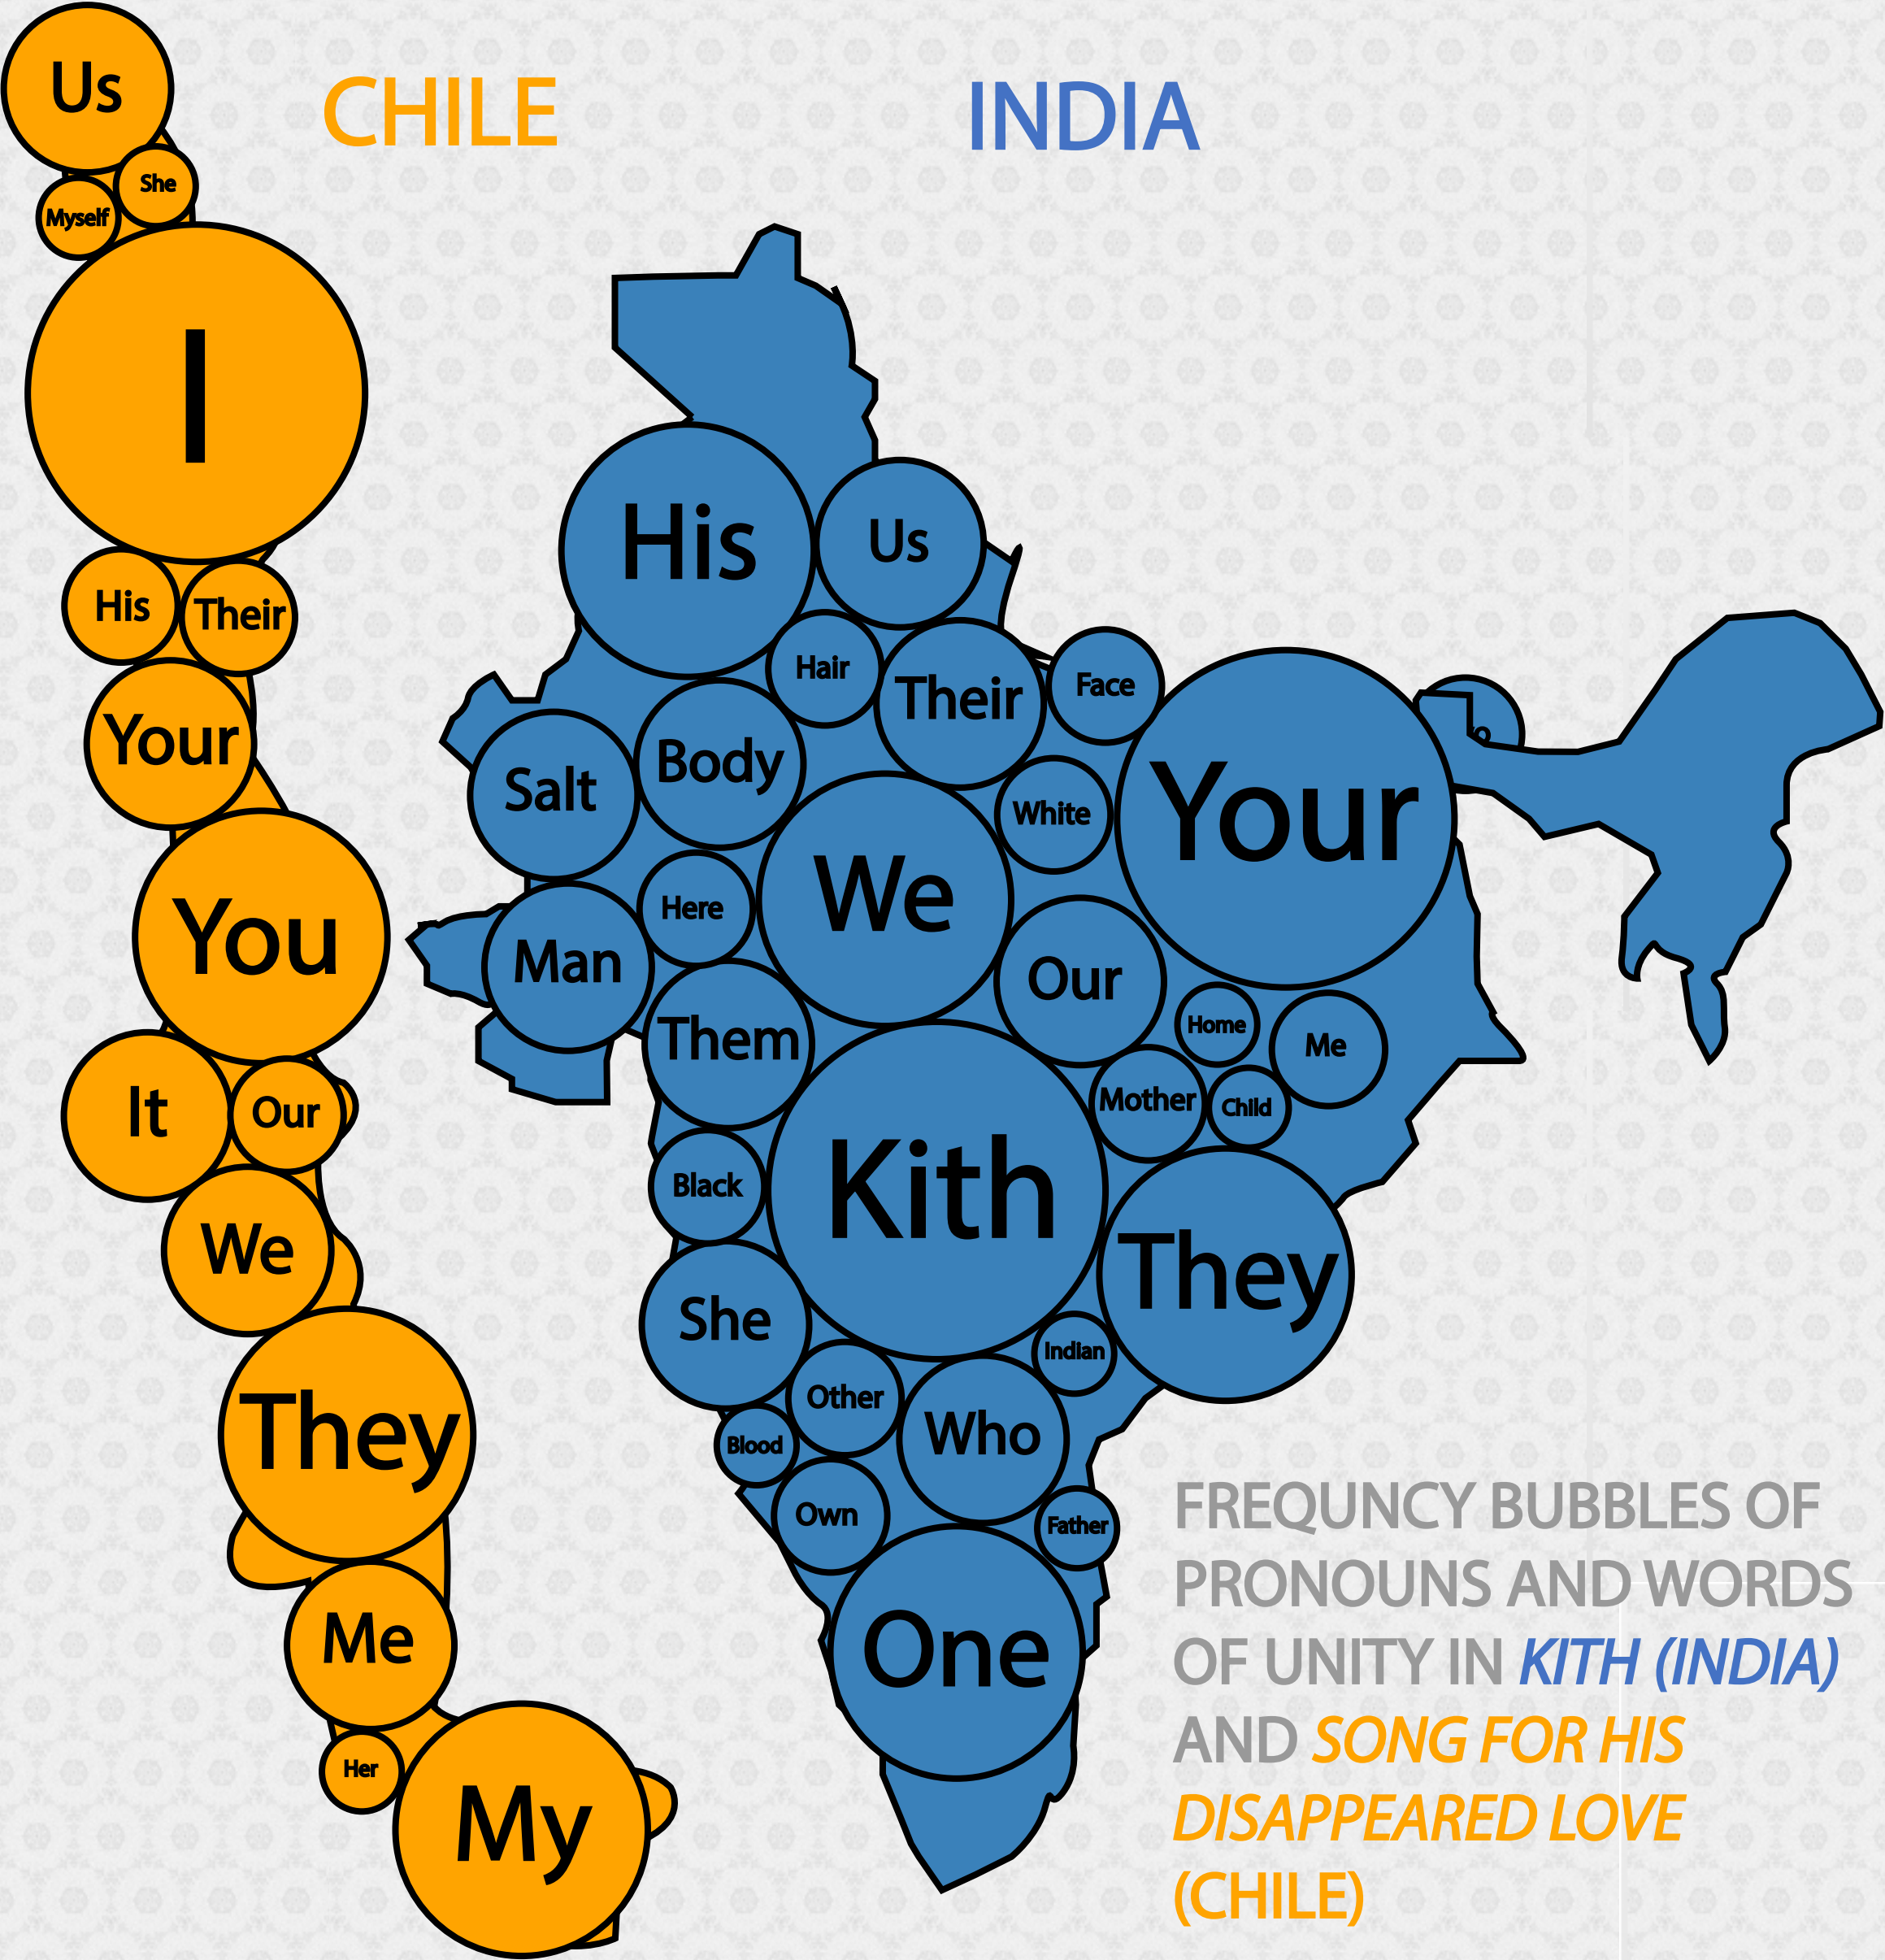 CHILE
INDIA
Us
She
Myself
I
His
Their
Your
You
It
Our
We
They
Me
Her
My
His
Us
Hair
Their
Face
Body
Salt
White
Your
We
Here
Man
Our
Them
Home
Me
Mother
Child
Black
Kith
They
She
Indian
Other
Who
Blood
Own
Father
One
FREQUNCY BUBBLES OF
PRONOUNS AND WORDS
OF UNITY IN KITH (INDIA)
AND SONG FOR HIS
DISAPPEARED LOVE
(CHILE)